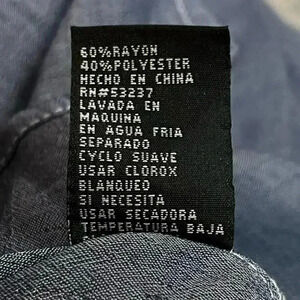 60%RAYON
40%POLYESTER
HECHO EN CHINA
RN#53237
LAVADA EN
MAQUINA
EN AGUA FRIA
SEPARADO
CYCLO SUAVE
USAR CLOROX
BLANQUEO
SI NECESITA
USAR SECADORA
TEMPERATURA BAJA